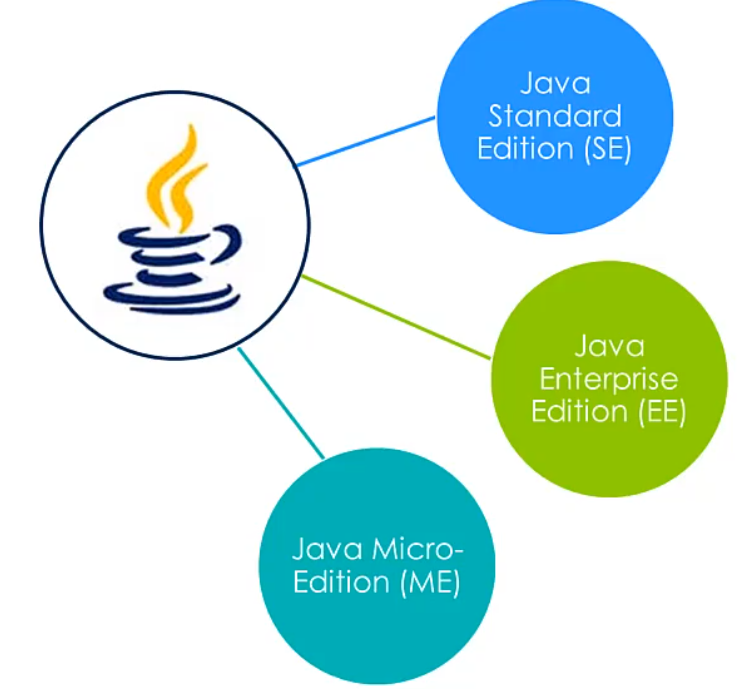 Java
Standard
Edition (SE)
Java
Enterprise
Edition (EE)
Java Micro-
Edition (ME)